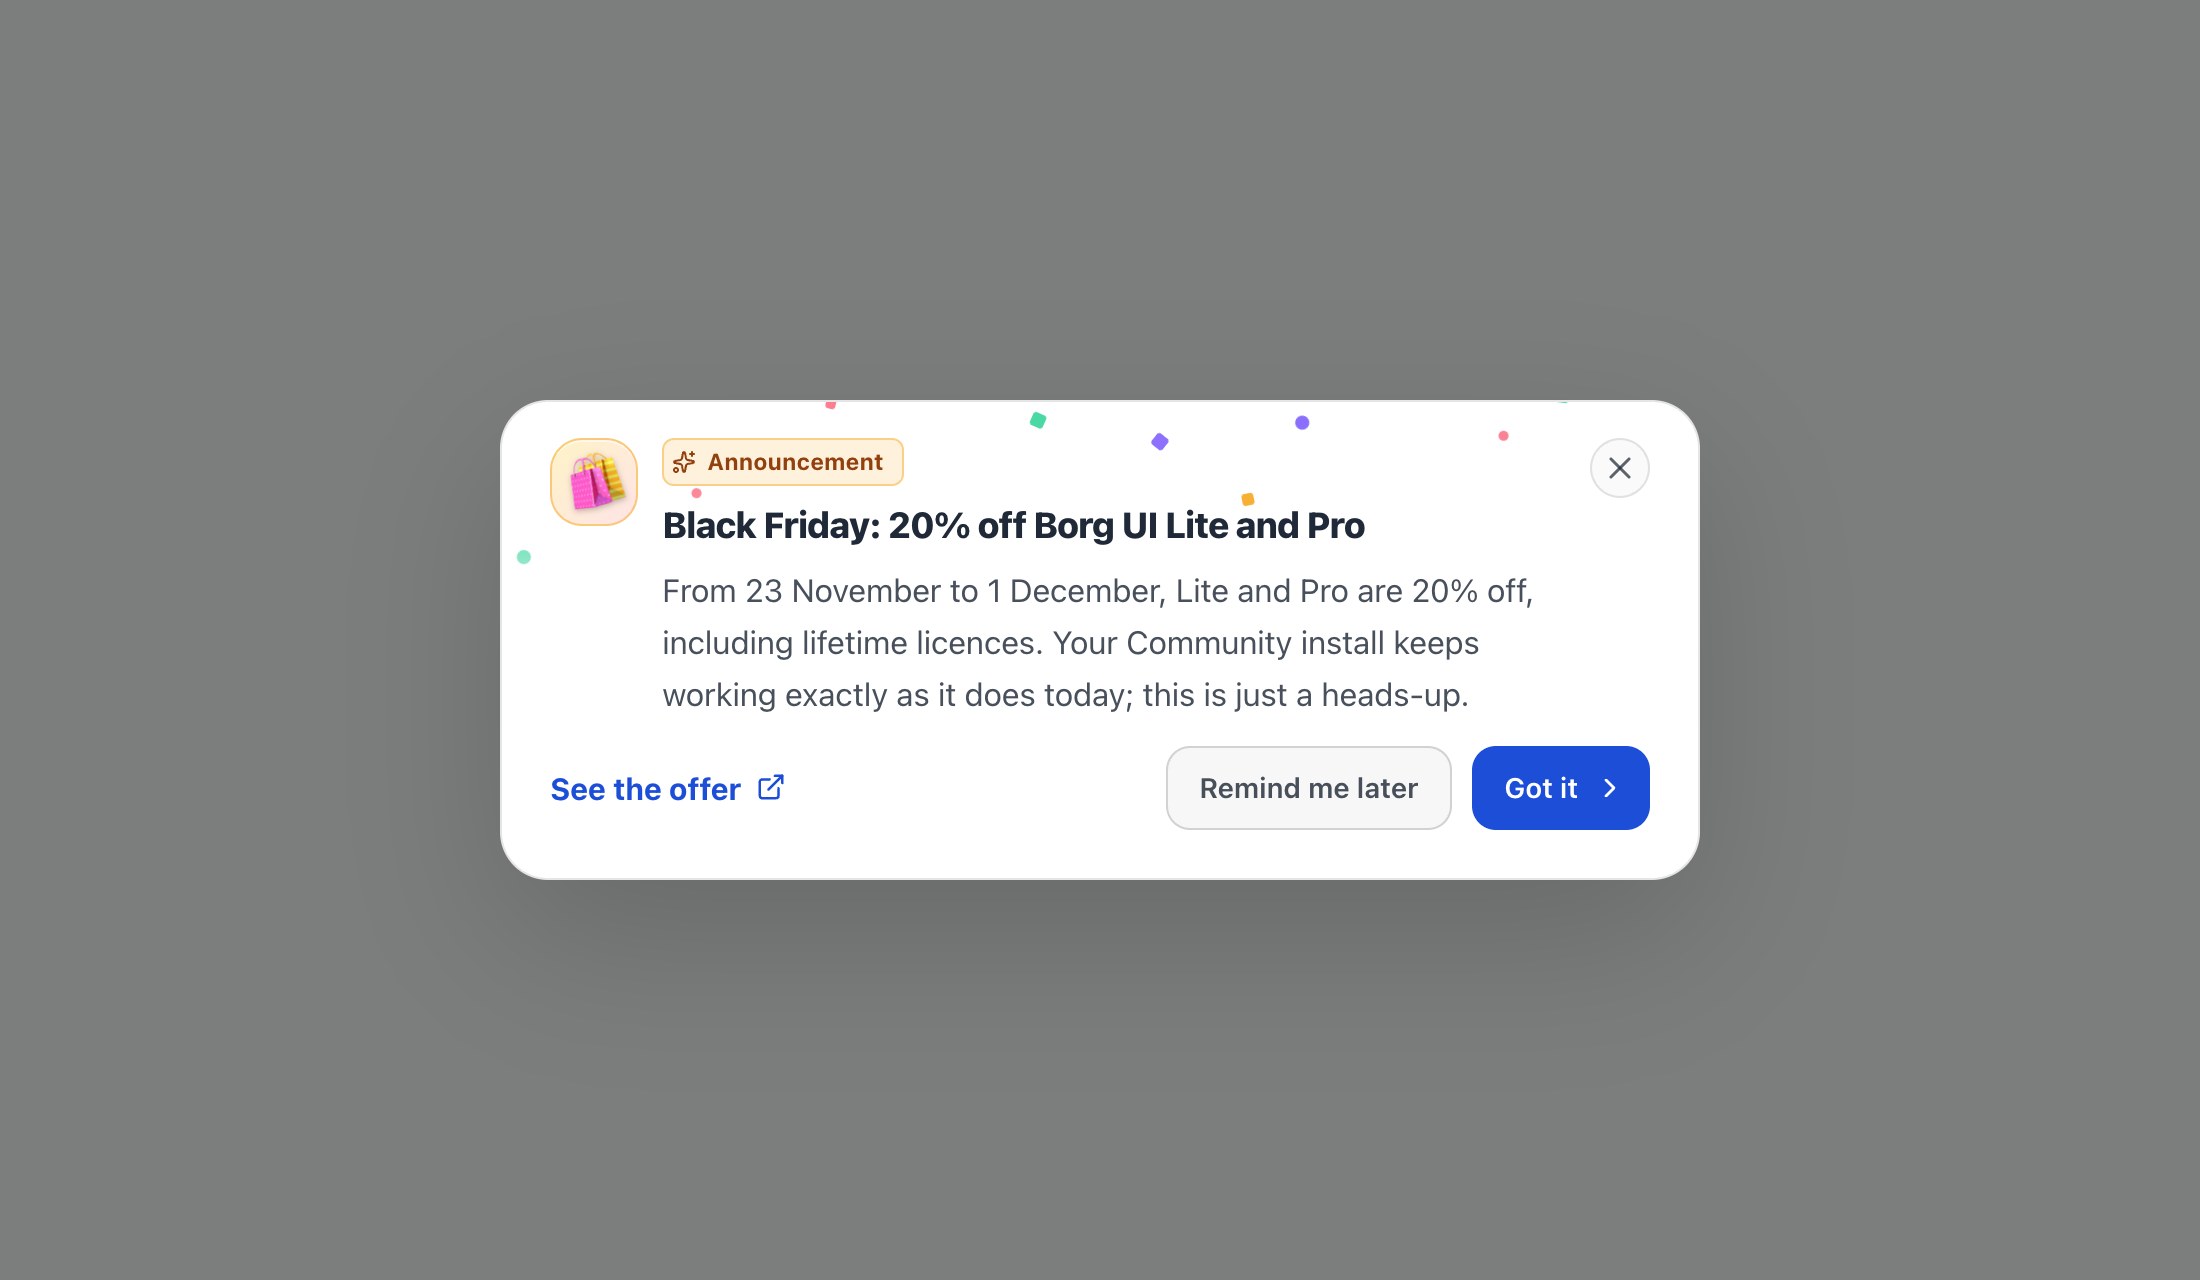 Announcement
Black Friday: 20% off Borg UI Lite and Pro
From 23 November to 1 December, Lite and Pro are 20% off,
including lifetime licences. Your Community install keeps
working exactly as it does today; this is just a heads-up.
See the offer
Remind me later
Got it